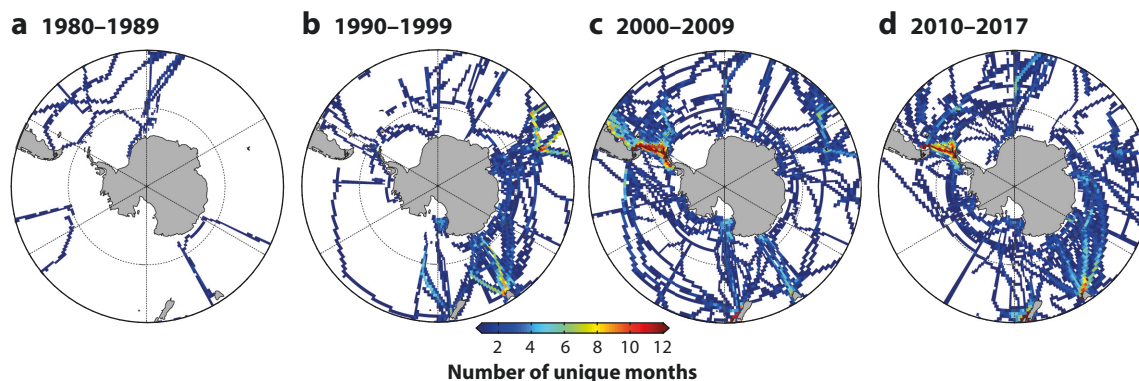 a 1980–1989
b 1990–1999
c 2000–2009
d 2010–2017
2 4 6 8 10 12
Number of unique months